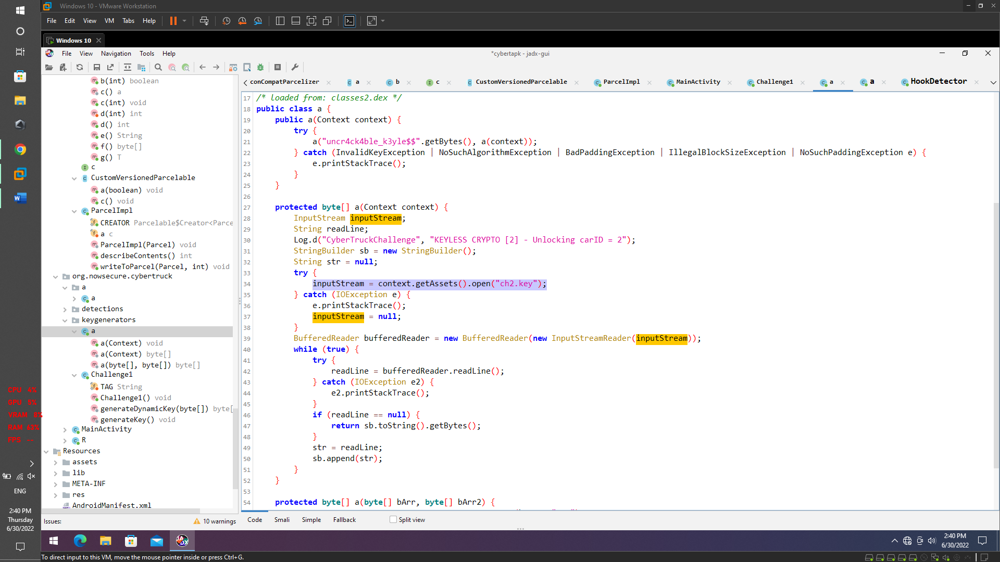 Windows 10 - VMware Workstation
File Edit View VM Tabs Help
Windows 10
File View Navigation Tools Help
*cybertapk - jadx-gui
conCompatParcelizer a b c CustomVersionedParcelable ParcelImpl MainActivity Challenge1 a a HookDetector
b(int) boolean
c() a
c(int) void
d(int) int
d() int
e() String
f() byte[]
g() T
c
CustomVersionedParcelable
a(boolean) void
c() void
ParcelImpl
CREATOR Parcelable$Creator<Parce
a c
ParcelImpl(Parcel) void
describeContents() int
writeToParcel(Parcel, int) void
org.nowsecure.cybertruck
a
a
detections
keygenerators
a
a(Context) void
a(Context) byte[]
a(byte[], byte[]) byte[]
Challenge1
TAG String
Challenge1() void
generateDynamicKey(byte[]) byte[
generateKey() void
MainActivity
R
Resources
assets
lib
META-INF
res
AndroidManifest.xml
Issues: 10 warnings
17 /* loaded from: classes2.dex */
18 public class a {
19 public a(Context context) {
20 try {
21 a("uncr4ck4ble_k3yle$$".getBytes(), a(context));
22 } catch (InvalidKeyException | NoSuchAlgorithmException | BadPaddingException | IllegalBlockSizeException | NoSuchPaddingException e) {
23 e.printStackTrace();
24 }
25 }
26
27 protected byte[] a(Context context) {
28 InputStream inputStream;
29 String readLine;
30 Log.d("CyberTruckChallenge", "KEYLESS CRYPTO [2] - Unlocking carID = 2");
31 StringBuilder sb = new StringBuilder();
32 String str = null;
33 try {
34 inputStream = context.getAssets().open("ch2.key");
35 } catch (IOException e) {
36 e.printStackTrace();
37 inputStream = null;
38 }
39 BufferedReader bufferedReader = new BufferedReader(new InputStreamReader(inputStream));
40 while (true) {
41 try {
42 readLine = bufferedReader.readLine();
43 } catch (IOException e2) {
44 e2.printStackTrace();
45 }
46 if (readLine == null) {
47 return sb.toString().getBytes();
48 }
49 str = readLine;
50 sb.append(str);
51 }
52 }
53
54 protected byte[] a(byte[] bArr, byte[] bArr2) {
Code Smali Simple Fallback Split view
CPU 4%
GPU 5%
VRAM 8%
RAM 63%
FPS --
ENG
2:40 PM
Thursday
6/30/2022
2:40 PM
6/30/2022
To direct input to this VM, move the mouse pointer inside or press Ctrl+G.